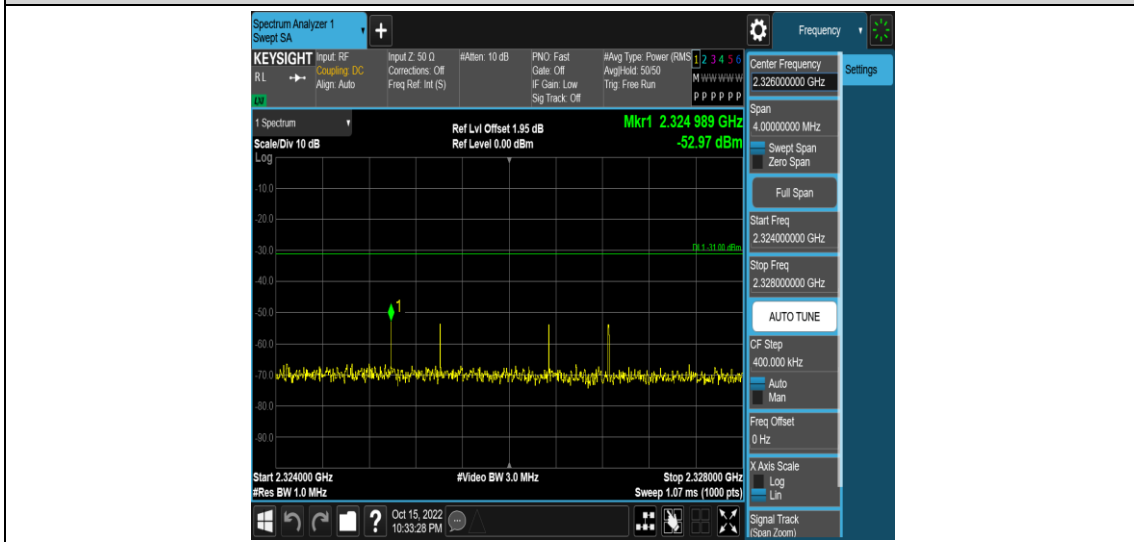 Spectrum Analyzer 1
Swept SA
+
Frequency
KEYSIGHT
RL
LXI
Input: RF
Coupling: DC
Align: Auto
Input Z: 50 Ω
Corrections: Off
Freq Ref: Int (S)
#Atten: 10 dB
PNO: Fast
Gate: Off
IF Gain: Low
Sig Track: Off
#Avg Type: Power (RMS
Avg|Hold: 50/50
Trig: Free Run
1 2 3 4 5 6
M W W W W W
P P P P P P
1 Spectrum
Scale/Div 10 dB
Log
Ref Lvl Offset 1.95 dB
Ref Level 0.00 dBm
Mkr1 2.324 989 GHz
-52.97 dBm
-10.0
-20.0
-30.0
DL1 -31.00 dBm
-40.0
-50.0
1
-60.0
-70.0
-80.0
-90.0
Start 2.324000 GHz
#Res BW 1.0 MHz
#Video BW 3.0 MHz
Stop 2.328000 GHz
Sweep 1.07 ms (1000 pts)
Center Frequency
2.326000000 GHz
Settings
Span
4.00000000 MHz
Swept Span
Zero Span
Full Span
Start Freq
2.324000000 GHz
Stop Freq
2.328000000 GHz
AUTO TUNE
CF Step
400.000 kHz
Auto
Man
Freq Offset
0 Hz
X Axis Scale
Log
Lin
Signal Track
(Span Zoom)
?
Oct 15, 2022
10:33:28 PM